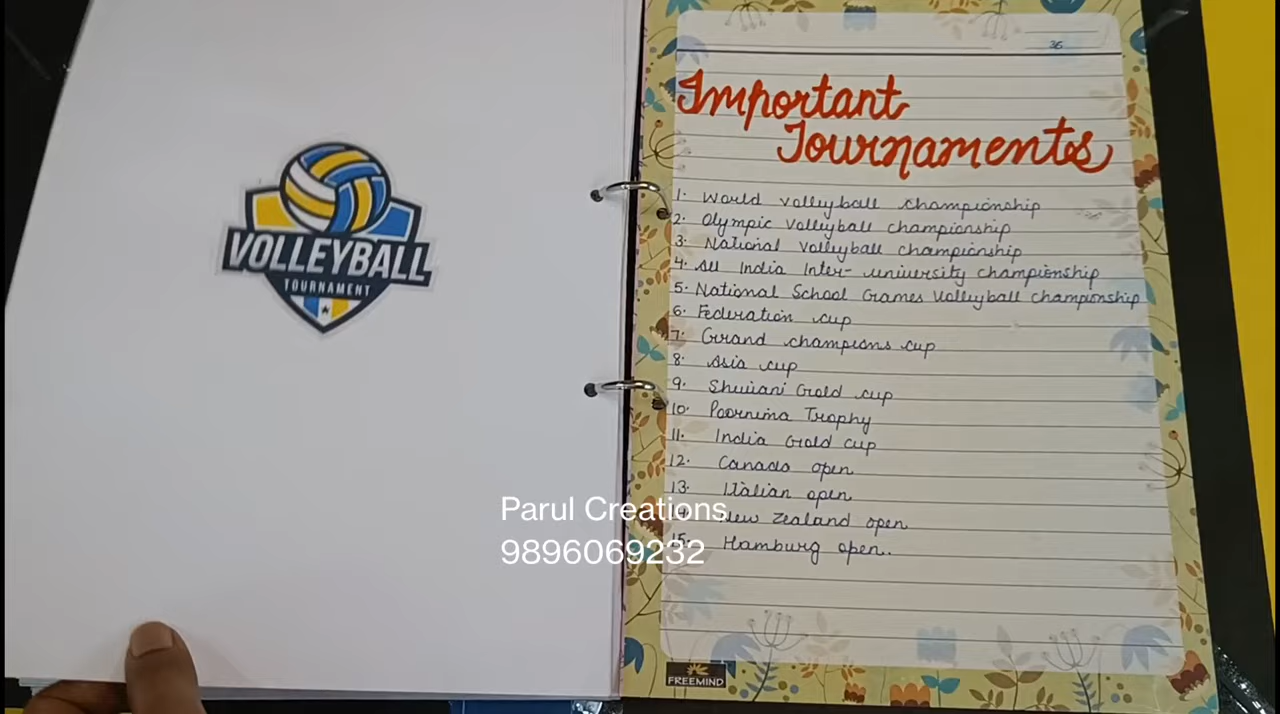 VOLLEYBALL
TOURNAMENT
36
Important
Tournaments
1. World Volleyball championship
2. Olympic Volleyball championship
3. National Volleyball championship
4. All India Inter- university championship
5. National School Games Volleyball championship
6. Federation cup
7. Grand champions cup
8. Asia cup
9. Shiviani Gold cup
10. Poornima Trophy
11. India Gold cup
12. Canada open
13. Italian open
14. New Zealand open
15. Hamburg open.
Parul Creations
9896069232
FREEMIND